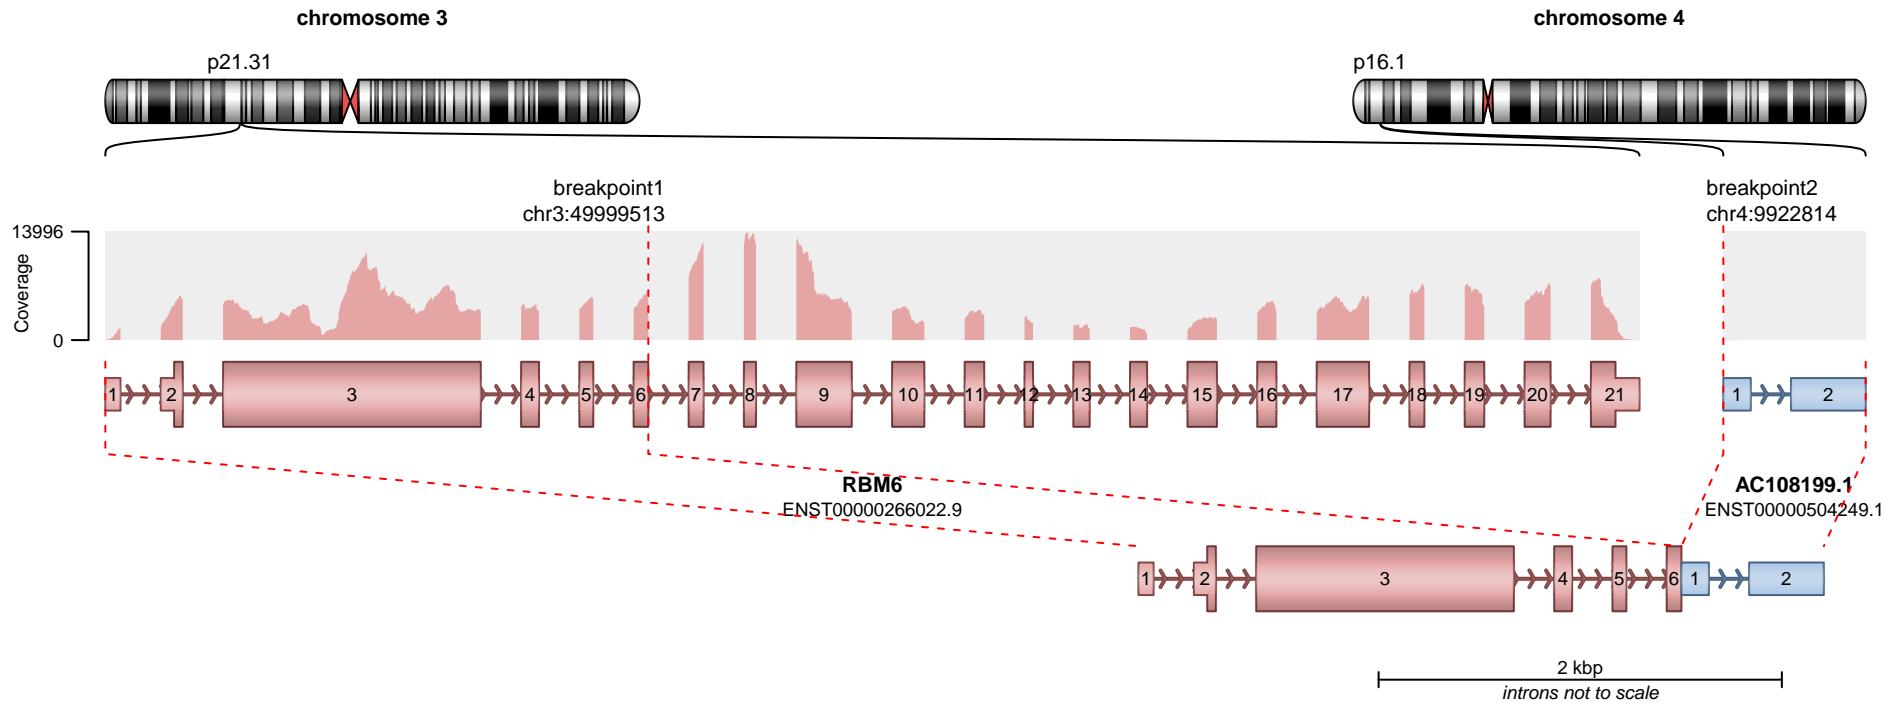 chromosome 3
chromosome 4
p21.31
p16.1
breakpoint1
chr3:49999513
breakpoint2
chr4:9922814
13996
Coverage
0
1 2 3 4 5 6 7 8 9 10 11 12 13 14 15 16 17 18 19 20 21
1 2
RBM6
ENST00000266022.9
AC108199.1
ENST00000504249.1
1 2 3 4 5 6 1 2
2 kbp
introns not to scale